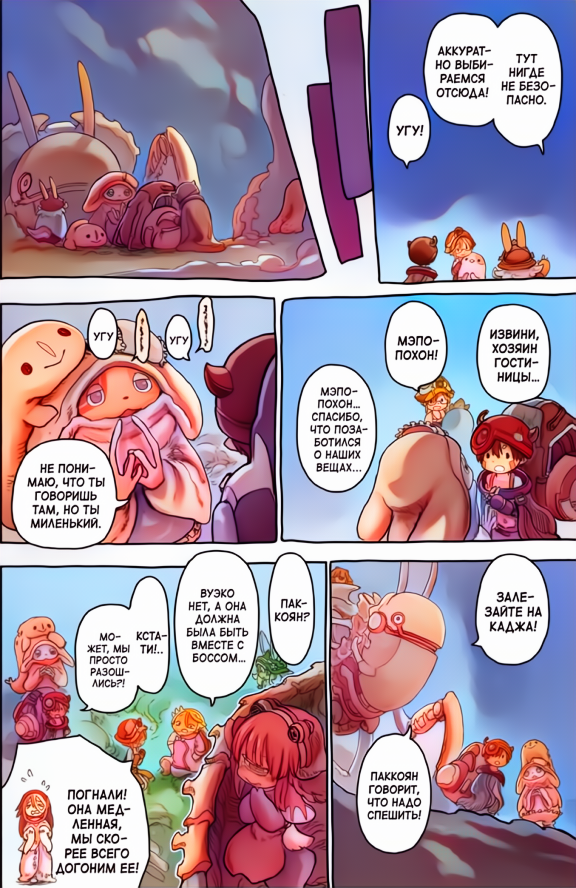 ТУТ
НИГДЕ
НЕ БЕЗО-
ПАСНО.
АККУРАТ-
НО ВЫБИ-
РАЕМСЯ
ОТСЮДА!
УГУ!
ИЗВИНИ,
ХОЗЯИН
ГОСТИ-
НИЦЫ...
МЭПО-
ПОХОН!
МЭПО-
ПОХОН...
СПАСИБО,
ЧТО ПОЗА-
БОТИЛСЯ
О НАШИХ
ВЕЩАХ...
УГУ
УГУ
НЕ ПОНИ-
МАЮ, ЧТО ТЫ
ГОВОРИШЬ
ТАМ, НО ТЫ
МИЛЕНЬКИЙ.
ЗАЛЕ-
ЗАЙТЕ НА
КАДЖА!
ПАККОЯН
ГОВОРИТ,
ЧТО НАДО
СПЕШИТЬ!
ПАК-
КОЯН?
ВУЭКО
НЕТ, А ОНА
ДОЛЖНА
БЫЛА БЫТЬ
ВМЕСТЕ С
БОССОМ...
КСТА-
ТИ!..
МО-
ЖЕТ, МЫ
ПРОСТО
РАЗОШ-
ЛИСЬ?!
ПОГНАЛИ!
ОНА МЕД-
ЛЕННАЯ,
МЫ СКО-
РЕЕ ВСЕГО
ДОГОНИМ ЕЕ!